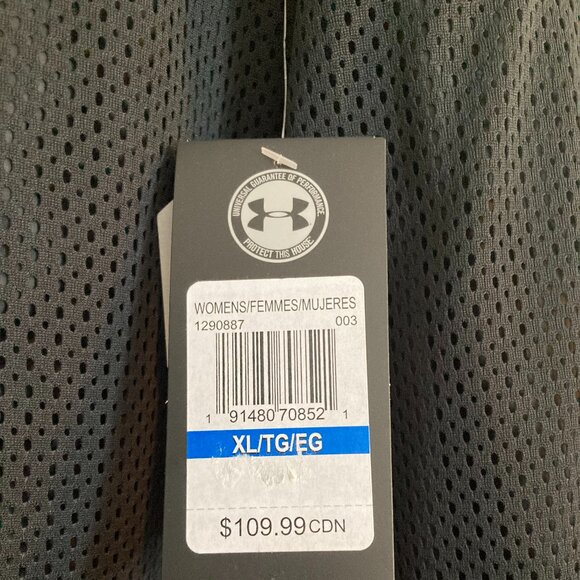 UNIVERSAL GUARANTEE OF PERFORMANCE
PROTECT THIS HOUSE
WOMENS/FEMMES/MUJERES
1290887 003
1 91480 70852 1
XL/TG/EG
$109.99 CDN